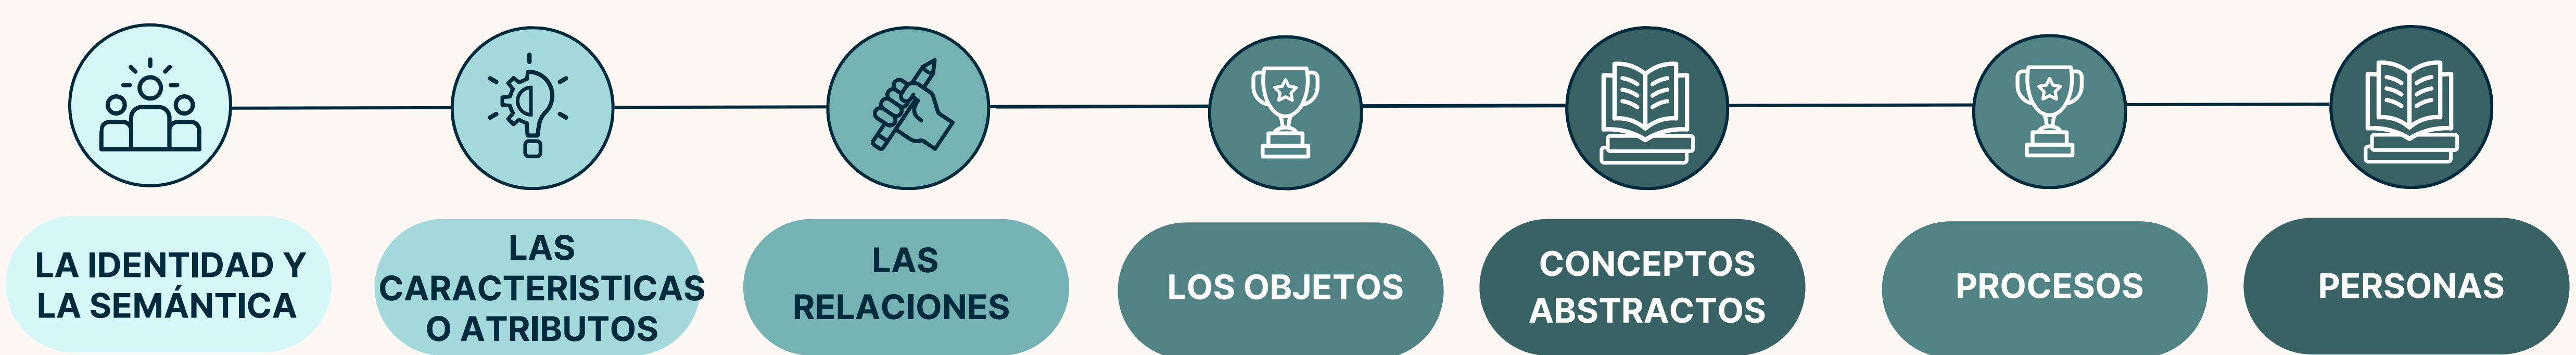 LA IDENTIDAD Y
LA SEMÁNTICA
LAS
CARACTERISTICAS
O ATRIBUTOS
LAS
RELACIONES
LOS OBJETOS
CONCEPTOS
ABSTRACTOS
PROCESOS
PERSONAS